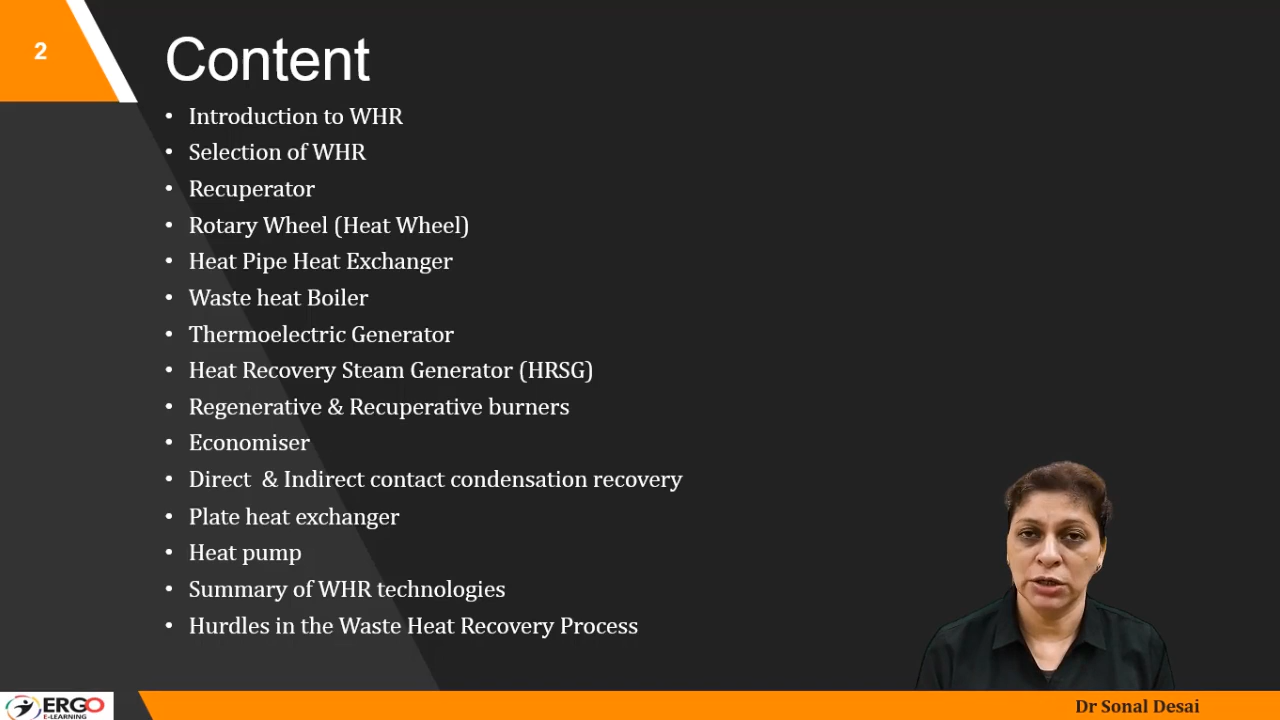 2
Content
• Introduction to WHR
• Selection of WHR
• Recuperator
• Rotary Wheel (Heat Wheel)
• Heat Pipe Heat Exchanger
• Waste heat Boiler
• Thermoelectric Generator
• Heat Recovery Steam Generator (HRSG)
• Regenerative & Recuperative burners
• Economiser
• Direct & Indirect contact condensation recovery
• Plate heat exchanger
• Heat pump
• Summary of WHR technologies
• Hurdles in the Waste Heat Recovery Process
ERGO
E-LEARNING
Dr Sonal Desai